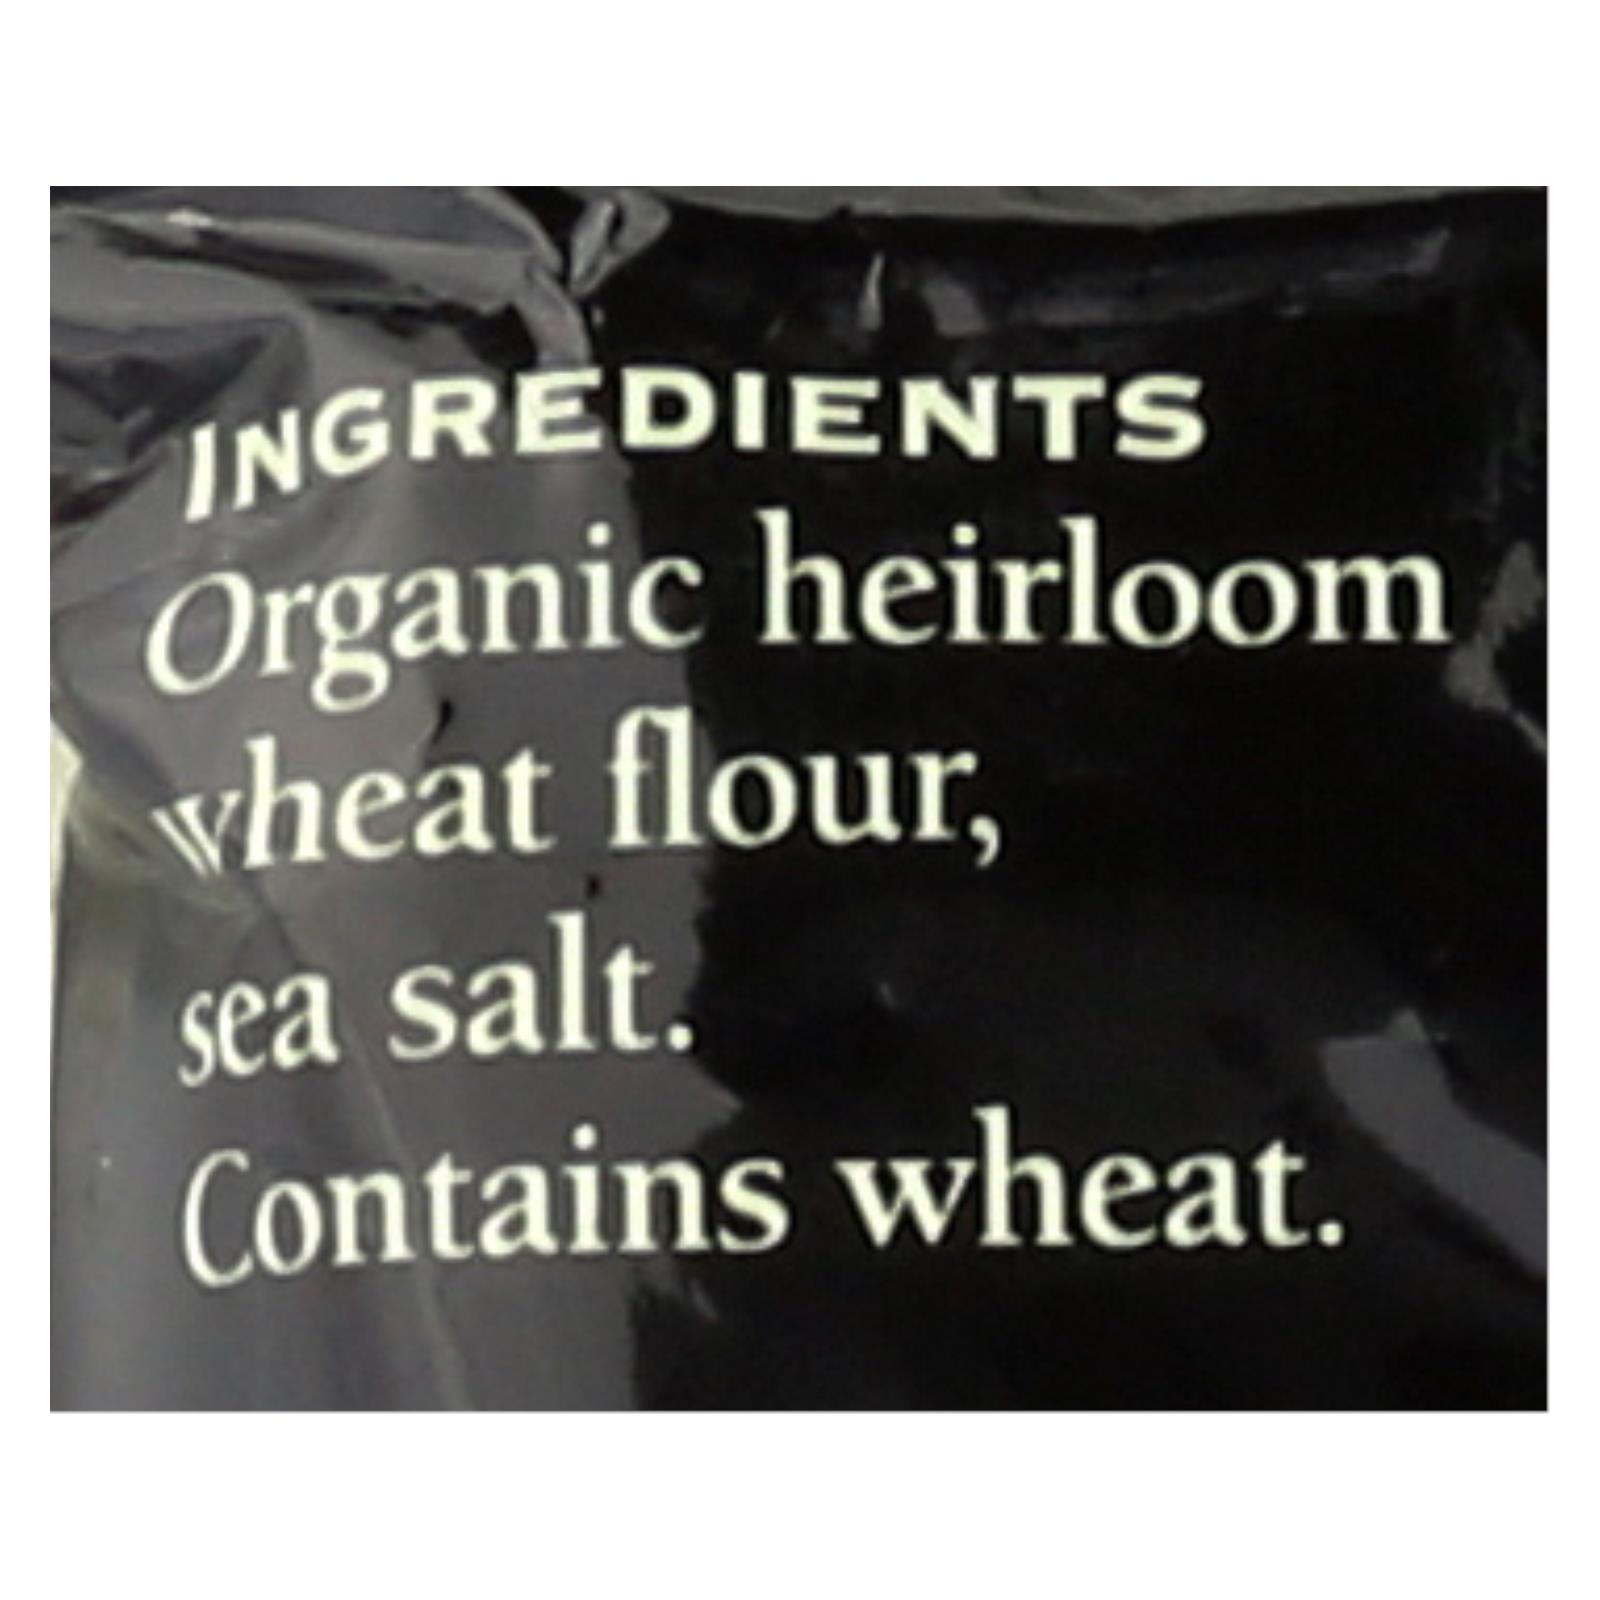 INGREDIENTS
Organic heirloom
wheat flour,
sea salt.
Contains wheat.